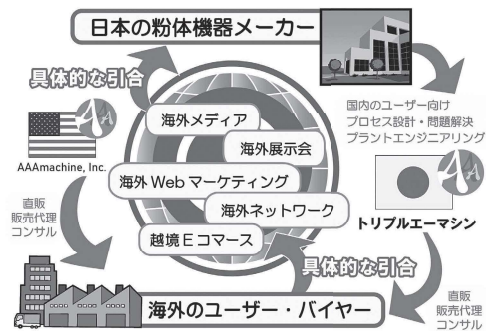 日本の粉体機器メーカー
具体的な引合
海外メディア
海外展示会
海外Webマーケティング
海外ネットワーク
越境Eコマース
AAAmachine, Inc.
直販
販売代理
コンサル
国内のユーザー向け
プロセス設計・問題解決
プラントエンジニアリング
トリプルエーマシン
具体的な引合
直販
販売代理
コンサル
海外のユーザー・バイヤー